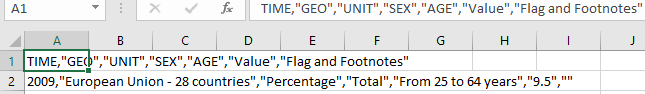 A1 fx TIME,"GEO","UNIT","SEX","AGE","Value","Flag and Footnotes"
A B C D E F G H I J
1 TIME,"GEO","UNIT","SEX","AGE","Value","Flag and Footnotes"
2 2009,"European Union - 28 countries","Percentage","Total","From 25 to 64 years","9.5",""